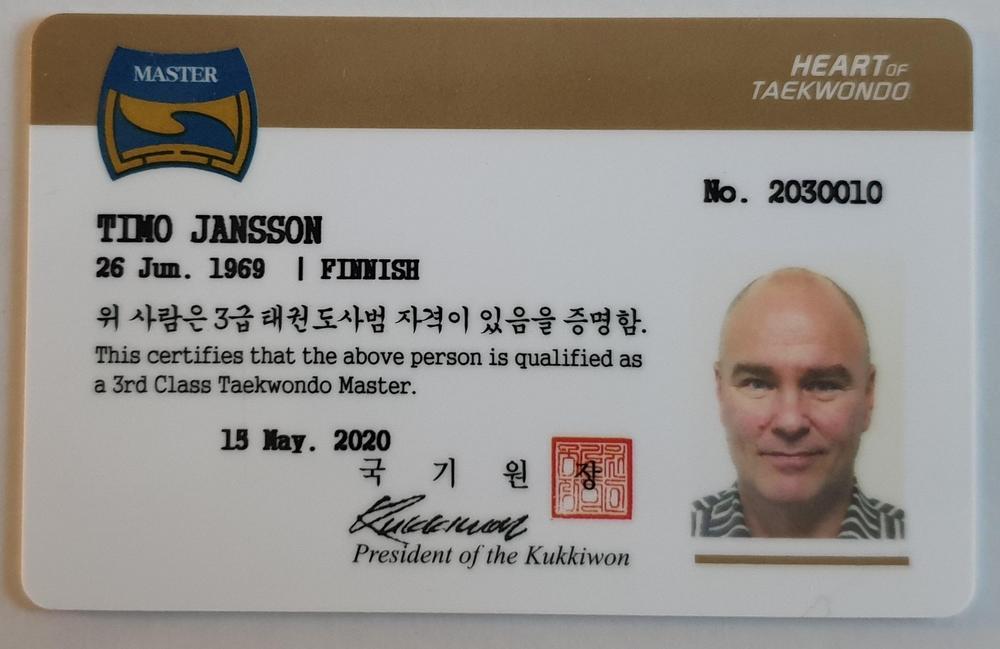 MASTER
HEART OF
TAEKWONDO
No. 2030010
TIMO JANSSON
26 Jun. 1969 | FINNISH
위 사람은 3급 태권도사범 자격이 있음을 증명함.
This certifies that the above person is qualified as
a 3rd Class Taekwondo Master.
15 May. 2020
국 기 원 장
Kukkiwon
President of the Kukkiwon